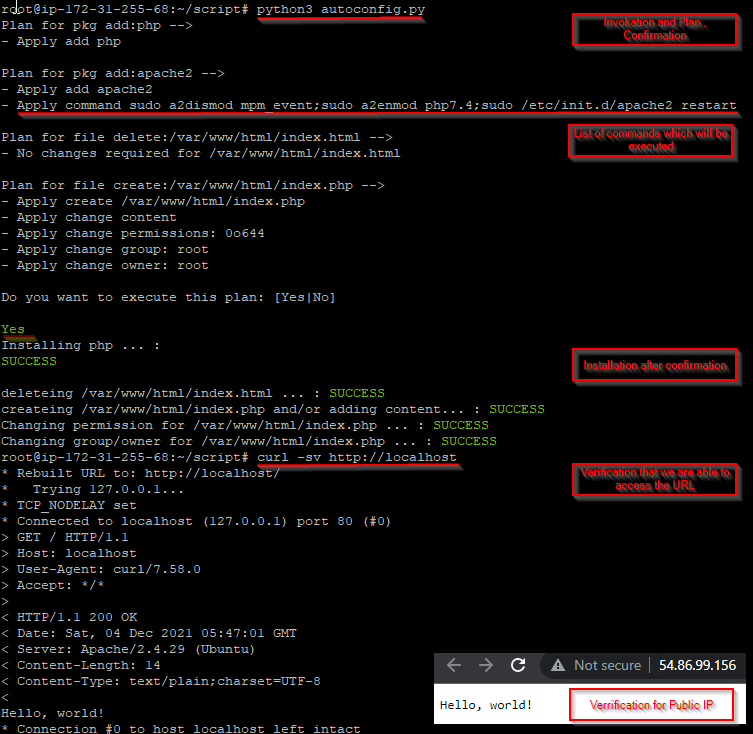 root@ip-172-31-255-68:~/script# python3 autoconfig.py
Plan for pkg add:php -->
- Apply add php
Invokation and Plan . Confirmation
Plan for pkg add:apache2 -->
- Apply add apache2
- Apply command sudo a2dismod mpm_event;sudo a2enmod php7.4;sudo /etc/init.d/apache2 restart
Plan for file delete:/var/www/html/index.html -->
- No changes required for /var/www/html/index.html
List of commands which will be
executed
Plan for file create:/var/www/html/index.php -->
- Apply create /var/www/html/index.php
- Apply change content
- Apply change permissions: 0o644
- Apply change group: root
- Apply change owner: root
Do you want to execute this plan: [Yes|No]
Yes
Installing php ... :
SUCCESS
Installation after confirmation
deleteing /var/www/html/index.html ... : SUCCESS
createing /var/www/html/index.php and/or adding content... : SUCCESS
Changing permission for /var/www/html/index.php ... : SUCCESS
Changing group/owner for /var/www/html/index.php ... : SUCCESS
root@ip-172-31-255-68:~/script# curl -sv http://localhost
* Rebuilt URL to: http://localhost/
*   Trying 127.0.0.1...
* TCP_NODELAY set
* Connected to localhost (127.0.0.1) port 80 (#0)
Verification that we are able to
access the URL
> GET / HTTP/1.1
> Host: localhost
> User-Agent: curl/7.58.0
> Accept: */*
>
< HTTP/1.1 200 OK
< Date: Sat, 04 Dec 2021 05:47:01 GMT
< Server: Apache/2.4.29 (Ubuntu)
< Content-Length: 14
< Content-Type: text/plain;charset=UTF-8
<
Hello, world!
* Connection #0 to host localhost left intact
Not secure | 54.86.99.156
Hello, world!
Verrification for Public IP